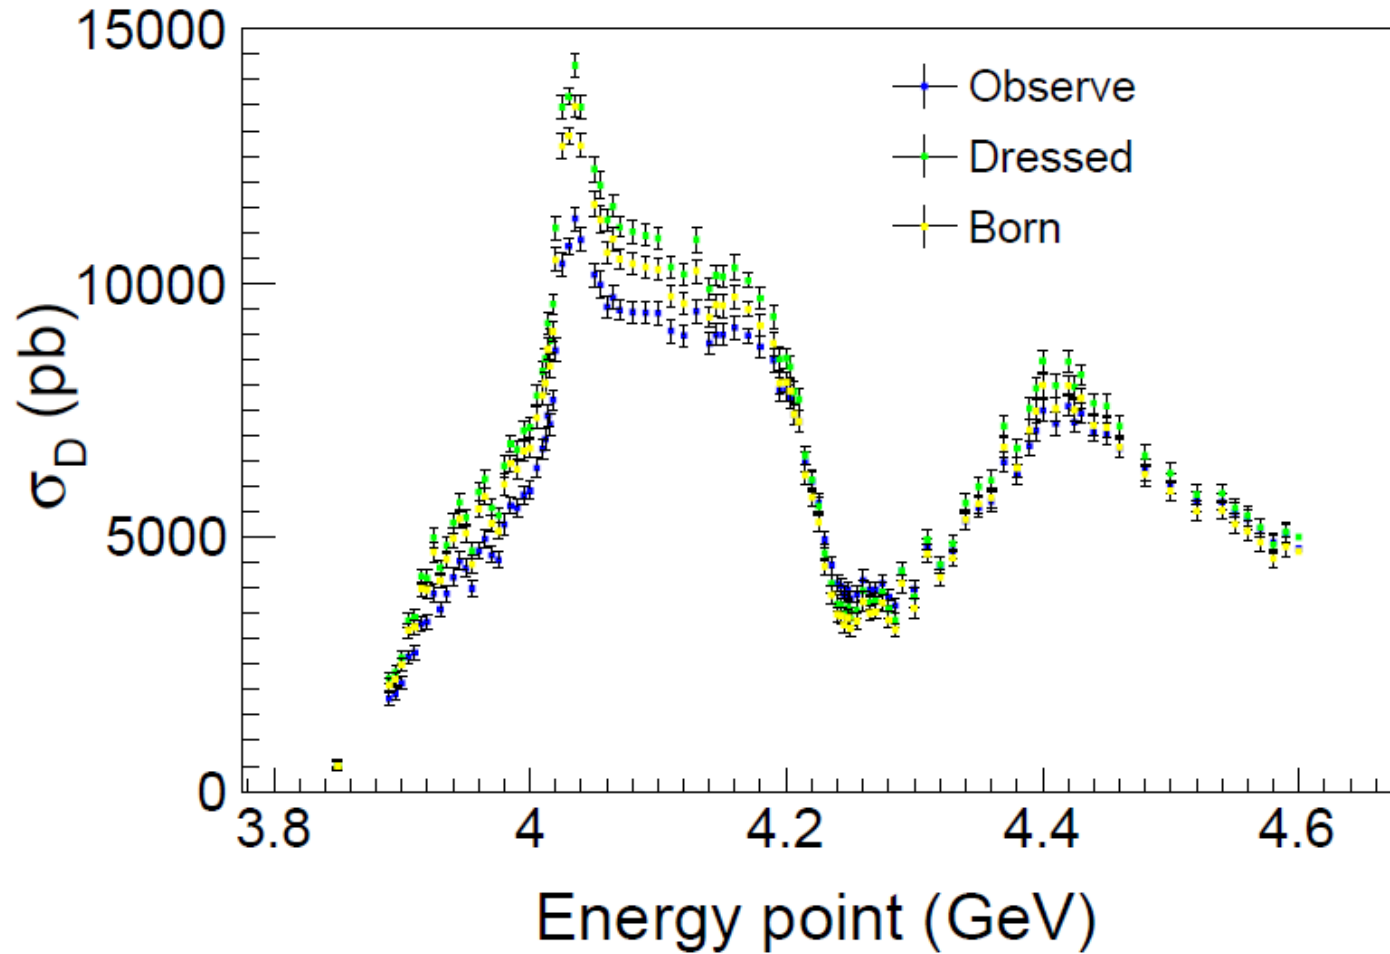 15000
10000
5000
0
σD (pb)
Observe
Dressed
Born
3.8 4 4.2 4.4 4.6
Energy point (GeV)